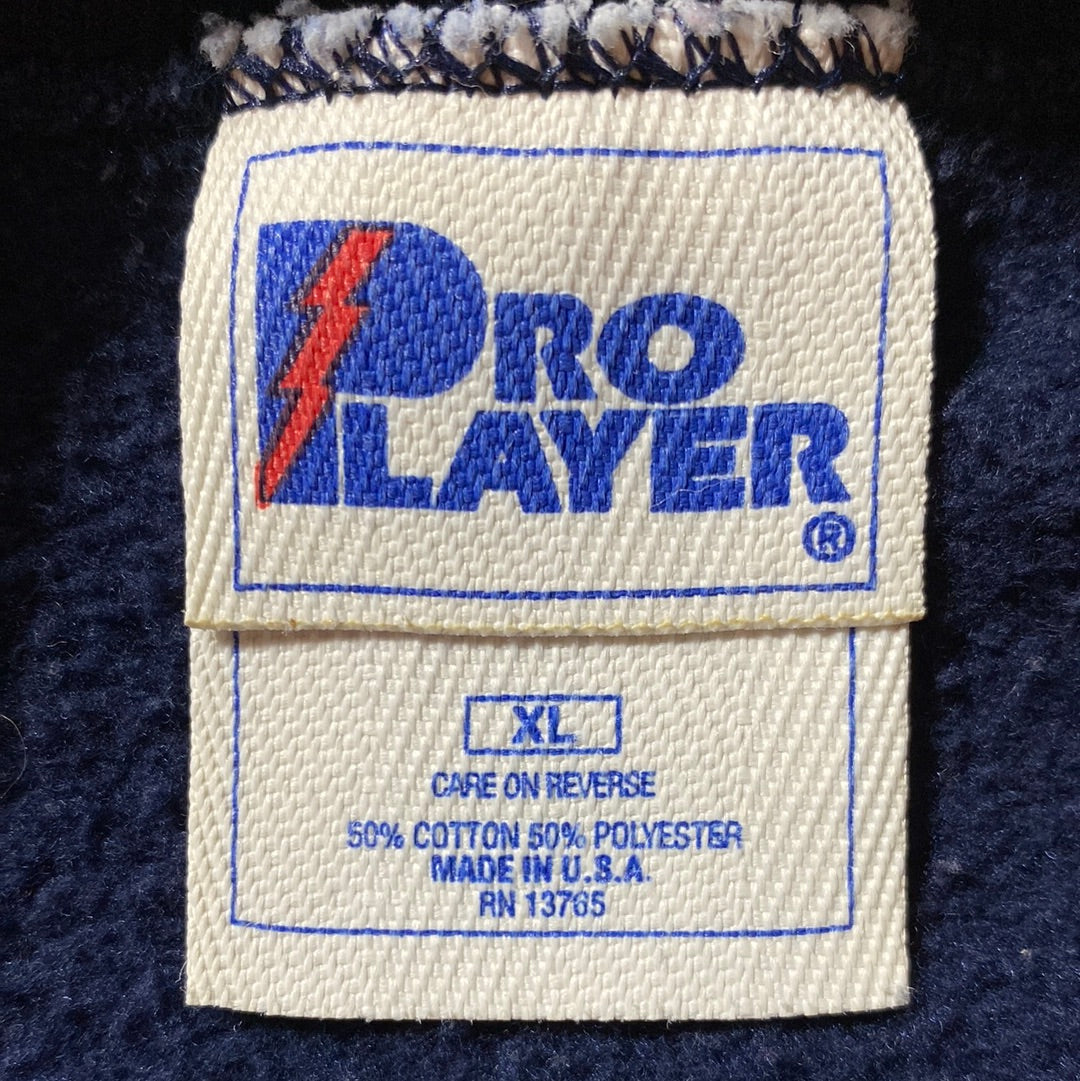 PRO
PLAYER
®
XL
CARE ON REVERSE
50% COTTON 50% POLYESTER
MADE IN U.S.A.
RN 13765